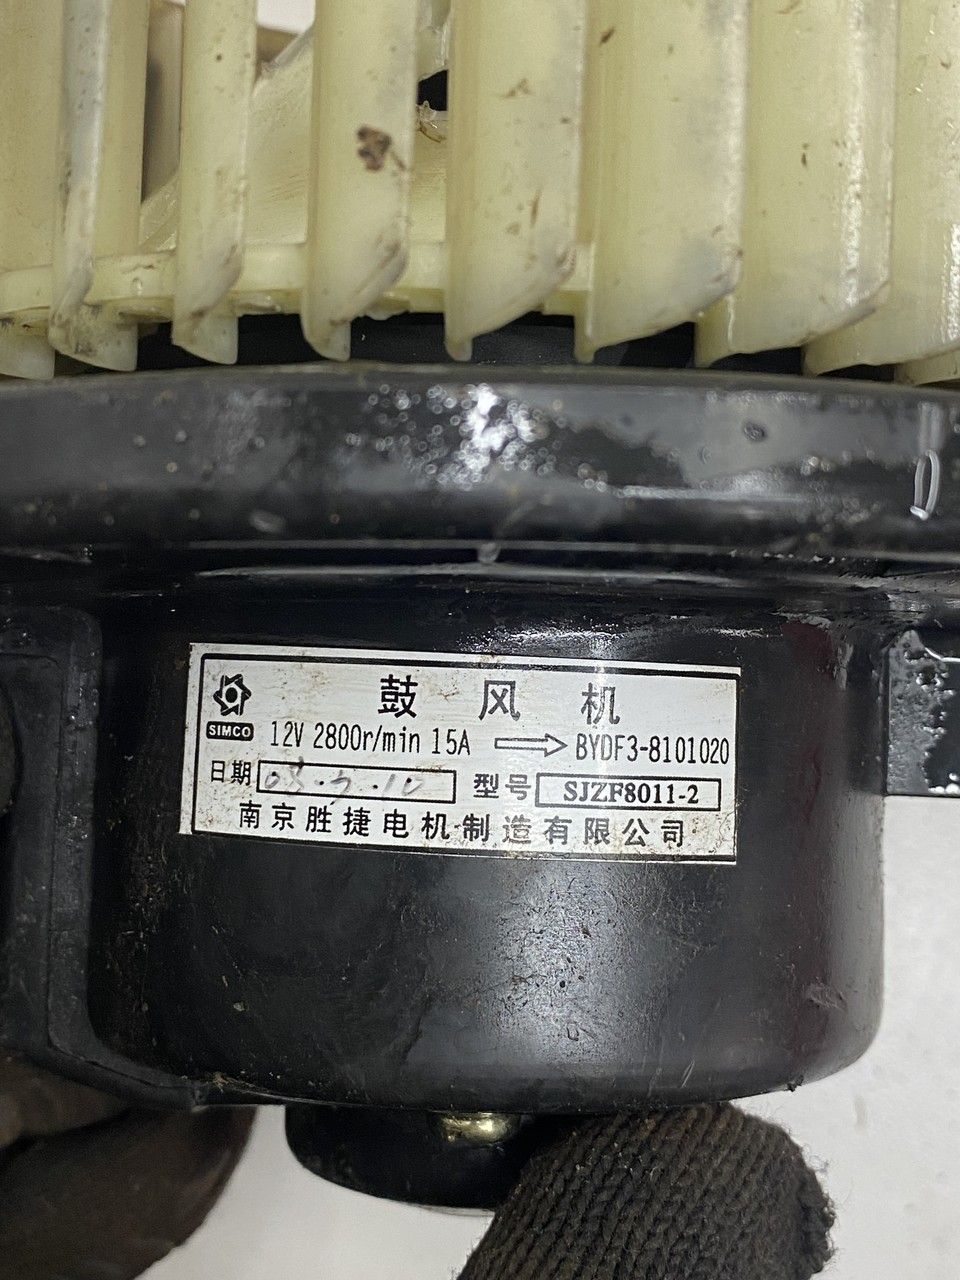 鼓风机
SIMCO 12V 2800r/min 15A BYDF3-8101020
日期 型号 SJZF8011-2
南京胜捷电机制造有限公司